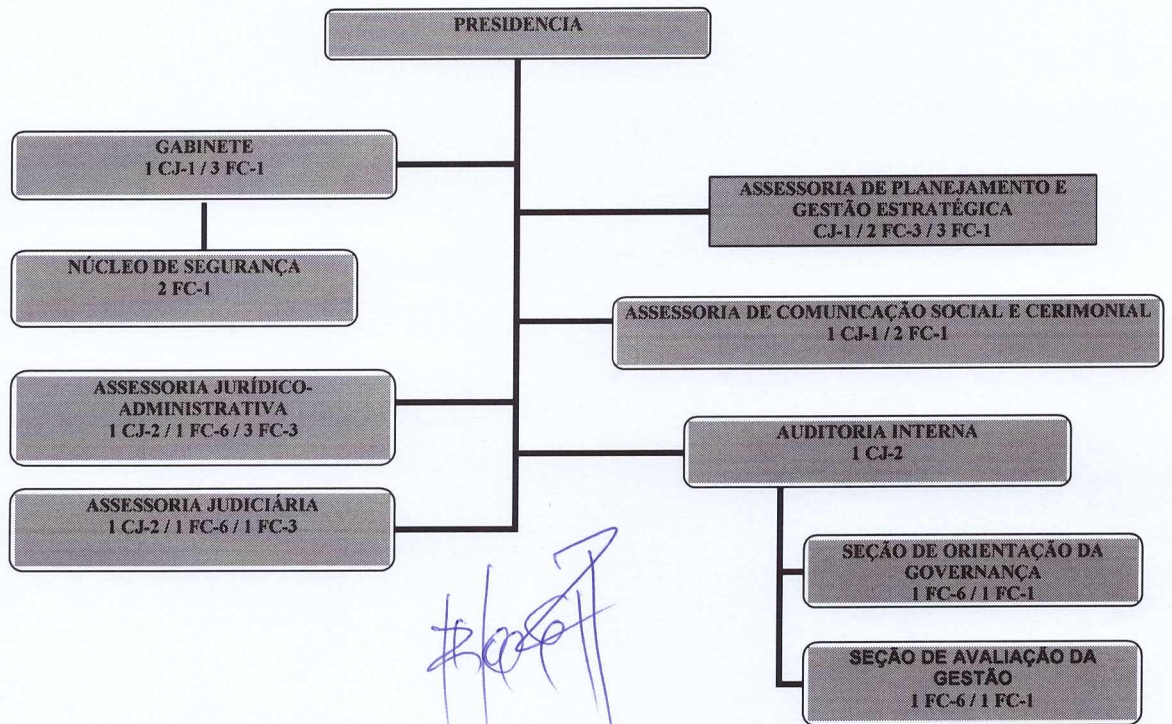 PRESIDENCIA
GABINETE
1 CJ-1 / 3 FC-1
NÚCLEO DE SEGURANÇA
2 FC-1
ASSESSORIA DE PLANEJAMENTO E
GESTÃO ESTRATÉGICA
CJ-1 / 2 FC-3 / 3 FC-1
ASSESSORIA DE COMUNICAÇÃO SOCIAL E CERIMONIAL
1 CJ-1 / 2 FC-1
ASSESSORIA JURÍDICO-
ADMINISTRATIVA
1 CJ-2 / 1 FC-6 / 3 FC-3
AUDITORIA INTERNA
1 CJ-2
ASSESSORIA JUDICIÁRIA
1 CJ-2 / 1 FC-6 / 1 FC-3
SEÇÃO DE ORIENTAÇÃO DA
GOVERNANÇA
1 FC-6 / 1 FC-1
SEÇÃO DE AVALIAÇÃO DA
GESTÃO
1 FC-6 / 1 FC-1